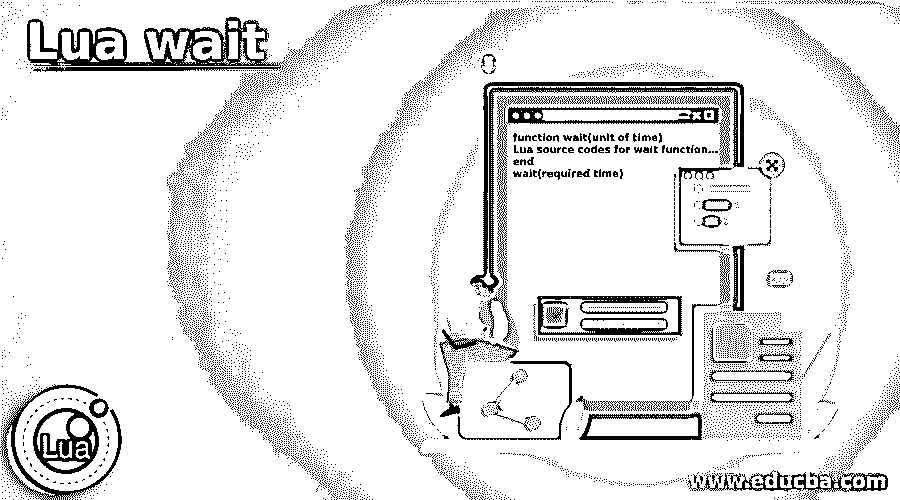 Lua wait
function wait(unit of time)
Lua source codes for wait function...
end
wait(required time)
Lua
www.educba.com